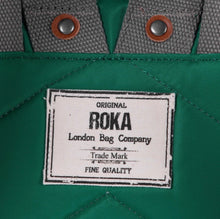 ORIGINAL
ROKA
London Bag Company
Trade Mark
FINE QUALITY